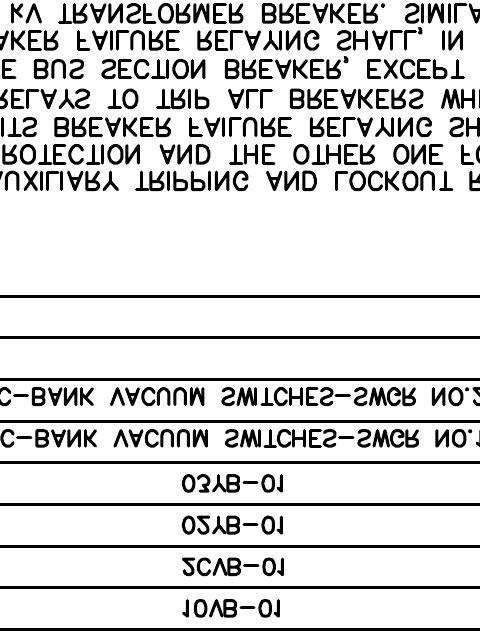 10VB-01
2CVB-01
02YB-01
03YB-01
C-BANK VACUUM SWITCHES-SWGR NO.1
C-BANK VACUUM SWITCHES-SWGR NO.2
AUXILIARY TRIPPING AND LOCKOUT R
ROTECTION AND THE OTHER ONE FO
ITS BREAKER FAILURE RELAYING SH
RELAYS TO TRIP ALL BREAKERS WHI
E BUS SECTION BREAKER, EXCEPT
AKER FAILURE RELAYING SHALL, IN
kV TRANSFORMER BREAKER. SIMILA